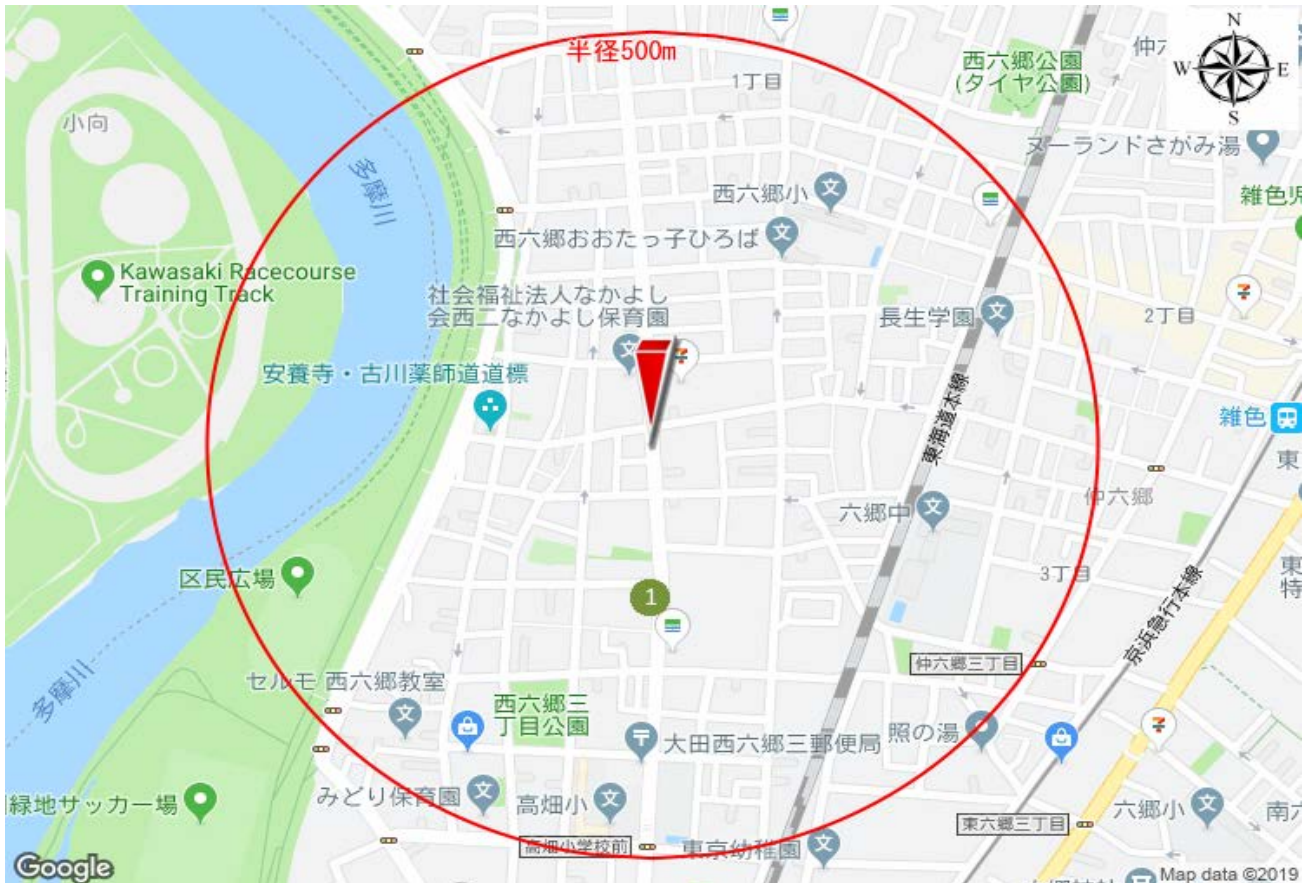 半径500m
1丁目
西六郷公園
(タイヤ公園)
仲六
N
W
E
S
小向
多摩川
ヌーランドさがみ湯
西六郷小
雑色児
西六郷おおたっ子ひろば
Kawasaki Racecourse
Training Track
社会福祉法人なかよし
会西二なかよし保育園
長生学園
2丁目
安養寺・古川薬師道道標
東海道本線
雑色
東
六郷中
仲六郷
区民広場
3丁目
東
特
1
京浜急行本線
仲六郷三丁目
多摩川
セルモ 西六郷教室
西六郷三
丁目公園
大田西六郷三郵便局
照の湯
緑地サッカー場
みどり保育園
高畑小
東六郷三丁目
六郷小
南六
高畑小学校前
東京幼稚園
Google
Map data ©2019